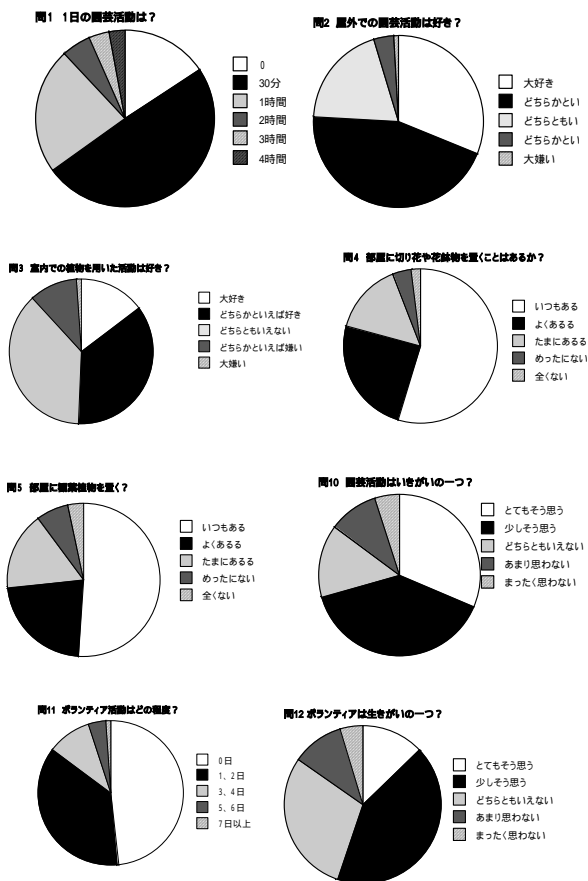 問1 1日の園芸活動は？
0
30分
1時間
2時間
3時間
4時間
問2 屋外での園芸活動は好き？
大好き
どちらかとい
どちらともい
どちらかとい
大嫌い
問3 室内での植物を用いた活動は好き？
大好き
どちらかといえば好き
どちらともいえない
どちらかといえば嫌い
大嫌い
問4 部屋に切り花や花鉢物を置くことはあるか？
いつもある
よくあるる
たまにあるる
めったにない
全くない
問5 部屋に観葉植物を置く？
いつもある
よくあるる
たまにあるる
めったにない
全くない
問10 園芸活動はいきがいの一つ？
とてもそう思う
少しそう思う
どちらともいえない
あまり思わない
まったく思わない
問11 ボランティア活動はどの程度？
0日
1、2日
3、4日
5、6日
7日以上
問12 ボランティアは生きがいの一つ？
とてもそう思う
少しそう思う
どちらともいえない
あまり思わない
まったく思わない